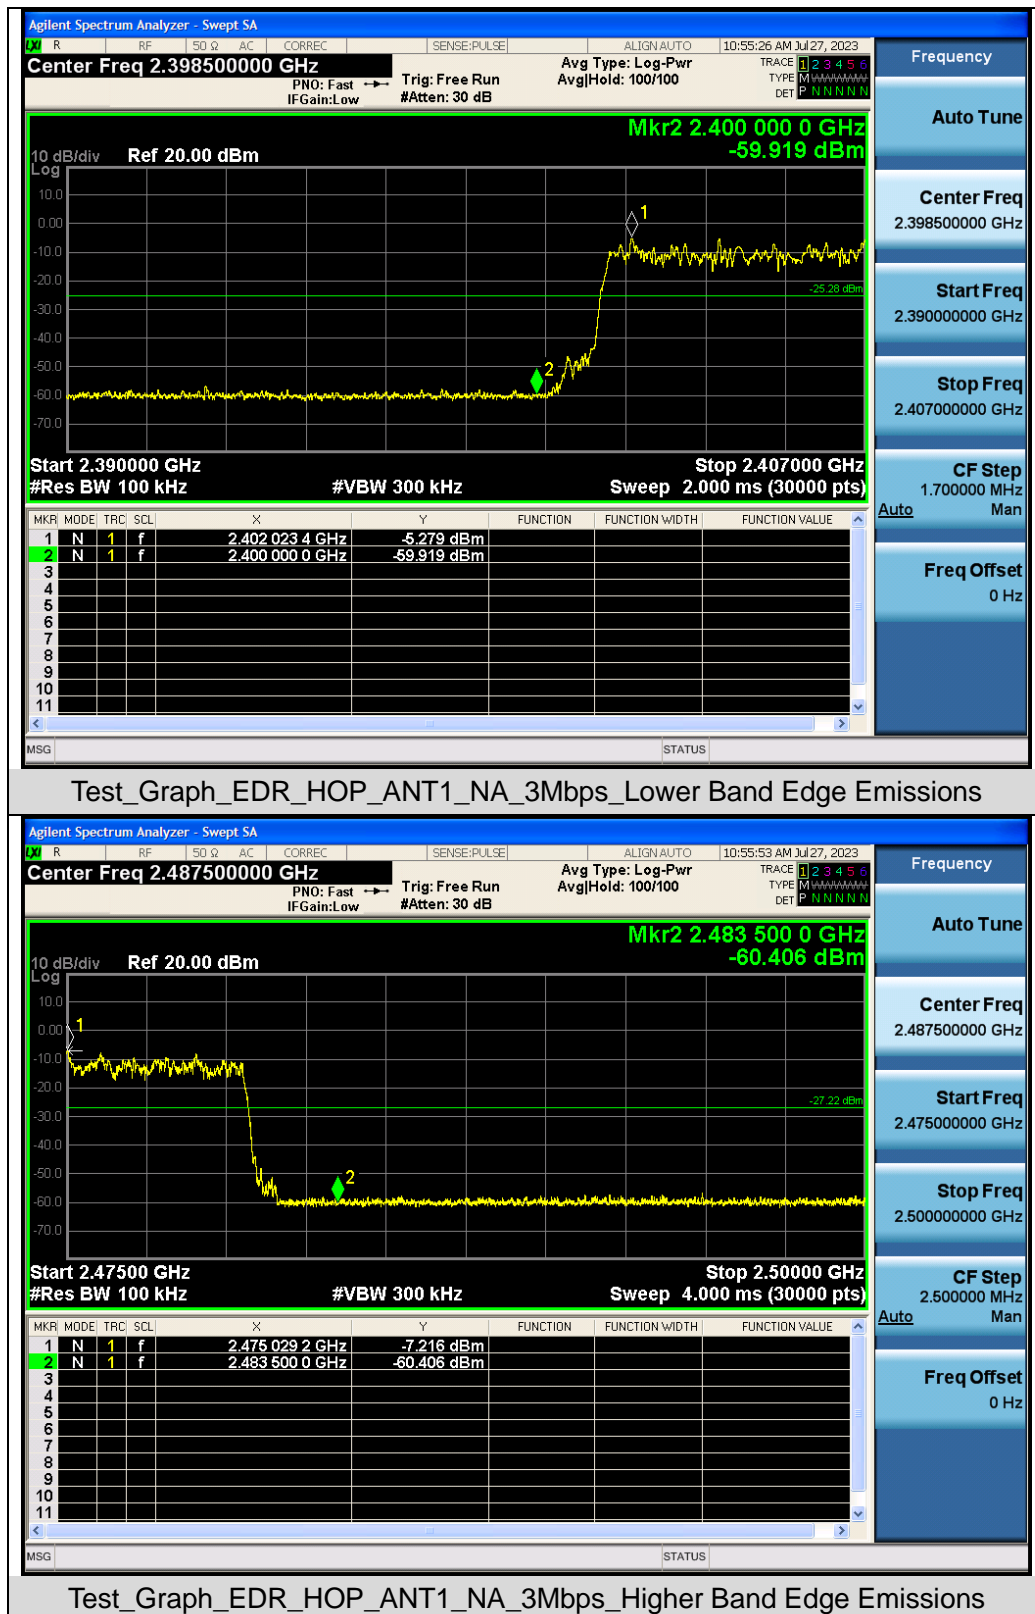 Agilent Spectrum Analyzer - Swept SA
LXI R RF 50 Ω AC CORREC SENSE:PULSE ALIGN AUTO 10:55:26 AM Jul 27, 2023
Center Freq 2.398500000 GHz
PNO: Fast
IFGain:Low
Trig: Free Run
#Atten: 30 dB
Avg Type: Log-Pwr
Avg|Hold: 100/100
TRACE 1 2 3 4 5 6
TYPE M
DET P N N N N N
Mkr2 2.400 000 0 GHz
-59.919 dBm
10 dB/div Ref 20.00 dBm
Log
10.0
0.00
-10.0
-20.0
-30.0
-40.0
-50.0
-60.0
-70.0
1
-25.28 dBm
2
Start 2.390000 GHz Stop 2.407000 GHz
#Res BW 100 kHz #VBW 300 kHz Sweep 2.000 ms (30000 pts)
MKR MODE TRC SCL X Y FUNCTION FUNCTION WIDTH FUNCTION VALUE
1 N 1 f 2.402 023 4 GHz -5.279 dBm
2 N 1 f 2.400 000 0 GHz -59.919 dBm
3
4
5
6
7
8
9
10
11
MSG STATUS
Frequency
Auto Tune
Center Freq
2.398500000 GHz
Start Freq
2.390000000 GHz
Stop Freq
2.407000000 GHz
CF Step
1.700000 MHz
Auto Man
Freq Offset
0 Hz
Test_Graph_EDR_HOP_ANT1_NA_3Mbps_Lower Band Edge Emissions
Agilent Spectrum Analyzer - Swept SA
LXI R RF 50 Ω AC CORREC SENSE:PULSE ALIGN AUTO 10:55:53 AM Jul 27, 2023
Center Freq 2.487500000 GHz
PNO: Fast
IFGain:Low
Trig: Free Run
#Atten: 30 dB
Avg Type: Log-Pwr
Avg|Hold: 100/100
TRACE 1 2 3 4 5 6
TYPE M
DET P N N N N N
Mkr2 2.483 500 0 GHz
-60.406 dBm
10 dB/div Ref 20.00 dBm
Log
10.0
0.00
-10.0
-20.0
-30.0
-40.0
-50.0
-60.0
-70.0
1
-27.22 dBm
2
Start 2.47500 GHz Stop 2.50000 GHz
#Res BW 100 kHz #VBW 300 kHz Sweep 4.000 ms (30000 pts)
MKR MODE TRC SCL X Y FUNCTION FUNCTION WIDTH FUNCTION VALUE
1 N 1 f 2.475 029 2 GHz -7.216 dBm
2 N 1 f 2.483 500 0 GHz -60.406 dBm
3
4
5
6
7
8
9
10
11
MSG STATUS
Frequency
Auto Tune
Center Freq
2.487500000 GHz
Start Freq
2.475000000 GHz
Stop Freq
2.500000000 GHz
CF Step
2.500000 MHz
Auto Man
Freq Offset
0 Hz
Test_Graph_EDR_HOP_ANT1_NA_3Mbps_Higher Band Edge Emissions